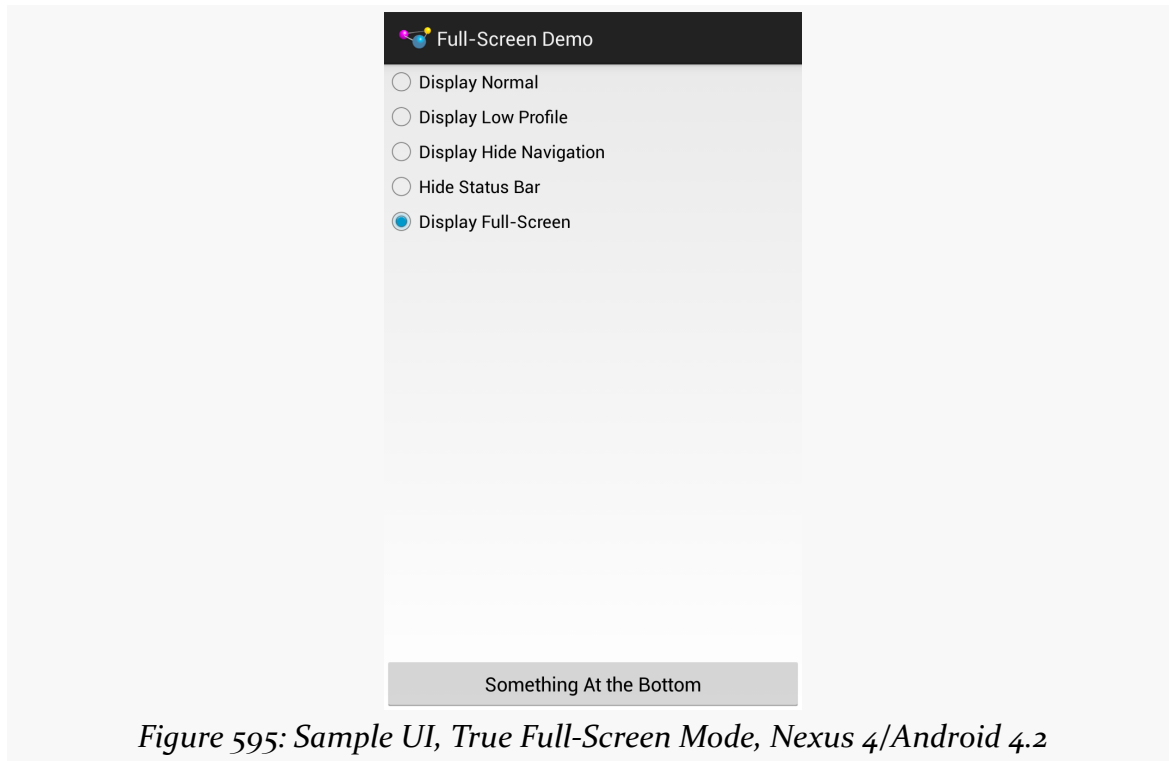 Full-Screen Demo
Display Normal
Display Low Profile
Display Hide Navigation
Hide Status Bar
Display Full-Screen
Something At the Bottom
Figure 595: Sample UI, True Full-Screen Mode, Nexus 4/Android 4.2